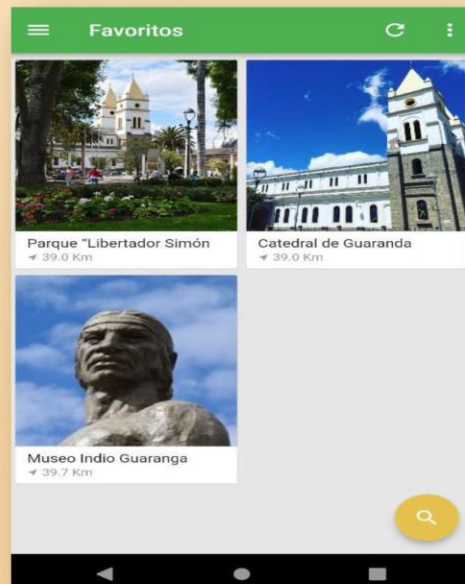 Favoritos
Parque "Libertador Simón
39.0 Km
Catedral de Guaranda
39.0 Km
Museo Indio Guaranga
39.7 Km